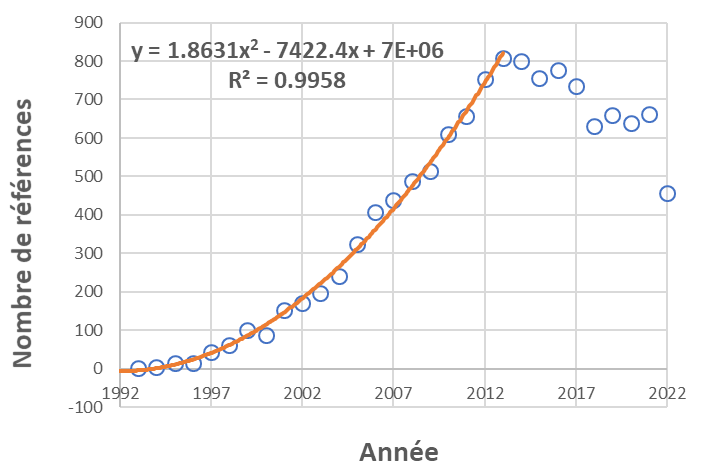 900
800
700
600
500
400
300
200
100
0
-100
Nombre de références
y = 1.8631x² - 7422.4x + 7E+06
R² = 0.9958
1992 1997 2002 2007 2012 2017 2022
Année